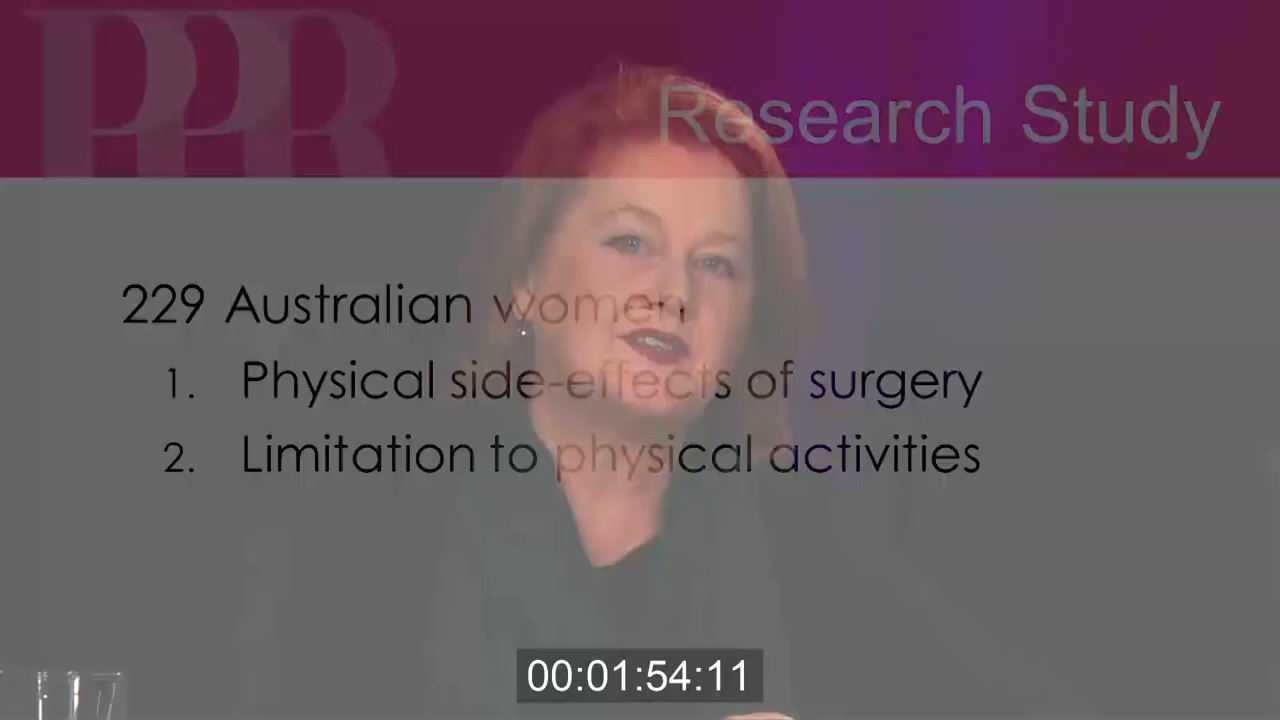 PPR
Research Study
229 Australian women
1. Physical side-effects of surgery
2. Limitation to physical activities
00:01:54:11